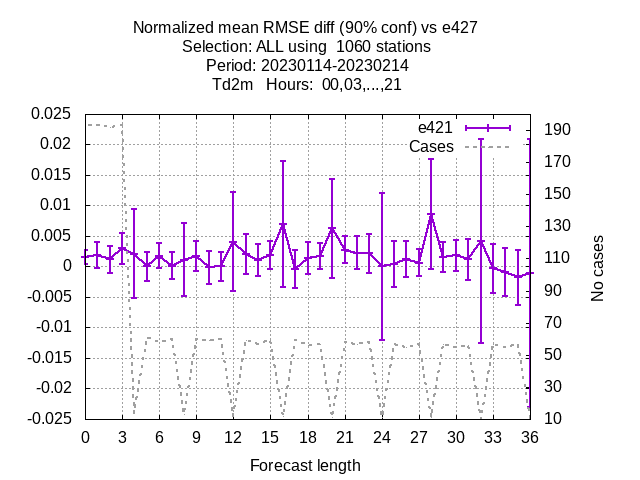 Normalized mean RMSE diff (90% conf) vs e427
Selection: ALL using  1060 stations
Period: 20230114-20230214
Td2m   Hours:  00,03,...,21
e421
Cases
0.025
0.02
0.015
0.01
0.005
0
-0.005
-0.01
-0.015
-0.02
-0.025
190
170
150
130
110
90
70
50
30
10
No cases
0 3 6 9 12 15 18 21 24 27 30 33 36
Forecast length